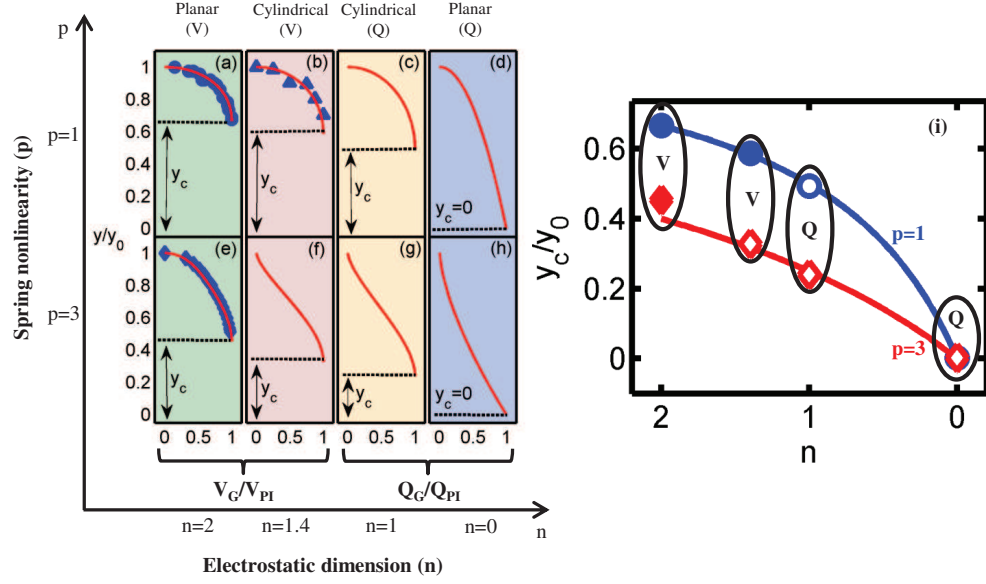 Planar Cylindrical Cylindrical Planar
(V) (V) (Q) (Q)
p
(a) (b) (c) (d)
1
0.8
0.6
0.4
0.2
0
y_c y_c y_c y_c=0
p=1
Spring nonlinearity (p)
y/y_0
(e) (f) (g) (h)
1
0.8
0.6
0.4
0.2
0
y_c y_c y_c y_c=0
p=3
0 0.5 1 0 0.5 1 0 0.5 1 0 0.5 1
V_G/V_PI Q_G/Q_PI
n=2 n=1.4 n=1 n=0 n
Electrostatic dimension (n)
(i)
y_c/y_0
0.6
0.4
0.2
0
V
V
Q
Q
p=1
p=3
2 1 0
n